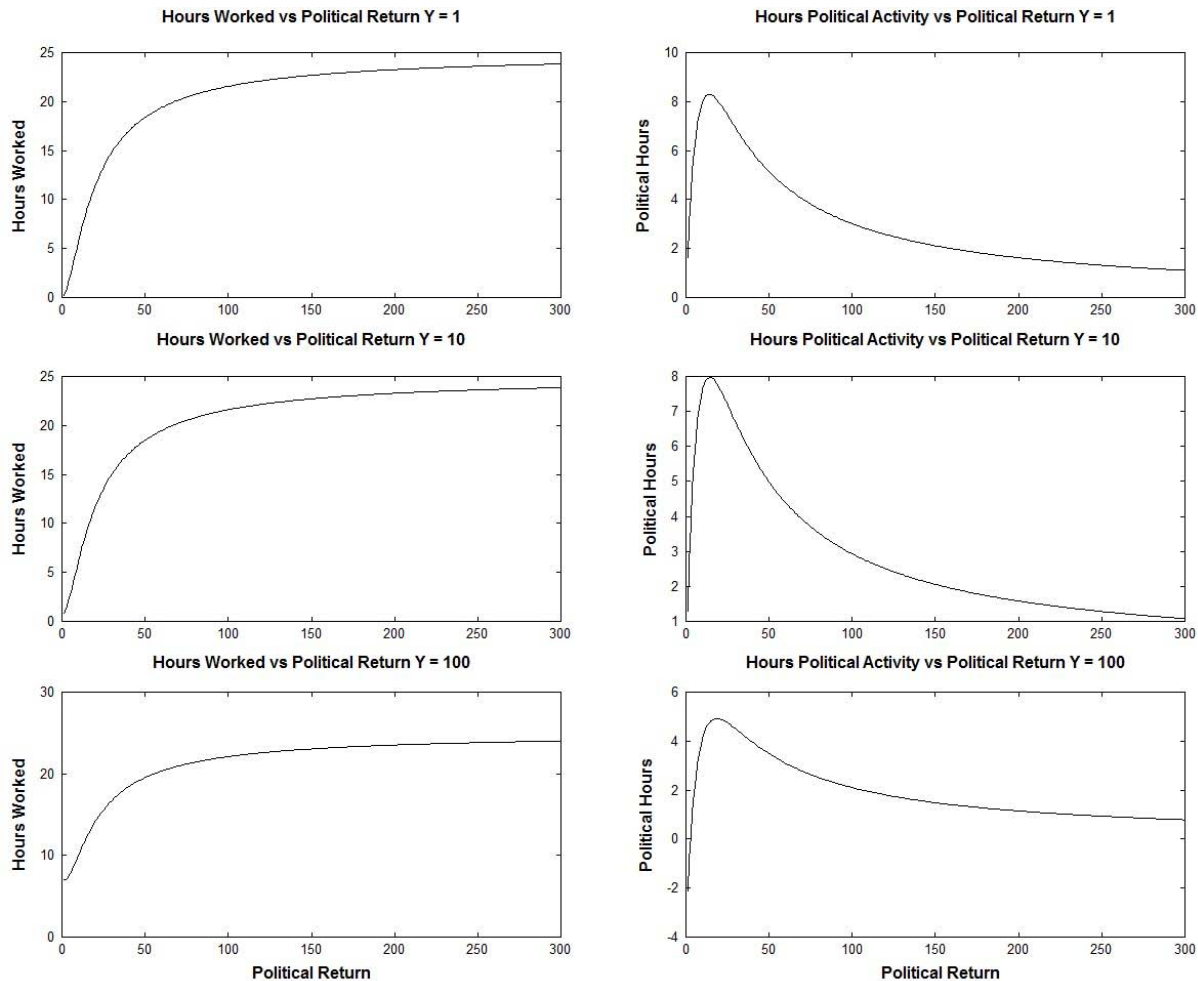 Hours Worked vs Political Return Y = 1
25
20
15
10
5
0
0 50 100 150 200 250 300
Hours Worked
Hours Political Activity vs Political Return Y = 1
10
8
6
4
2
0
0 50 100 150 200 250 300
Political Hours
Hours Worked vs Political Return Y = 10
25
20
15
10
5
0
0 50 100 150 200 250 300
Hours Worked
Hours Political Activity vs Political Return Y = 10
8
7
6
5
4
3
2
1
0 50 100 150 200 250 300
Political Hours
Hours Worked vs Political Return Y = 100
30
20
10
0
0 50 100 150 200 250 300
Hours Worked
Political Return
Hours Political Activity vs Political Return Y = 100
6
4
2
0
-2
-4
0 50 100 150 200 250 300
Political Hours
Political Return